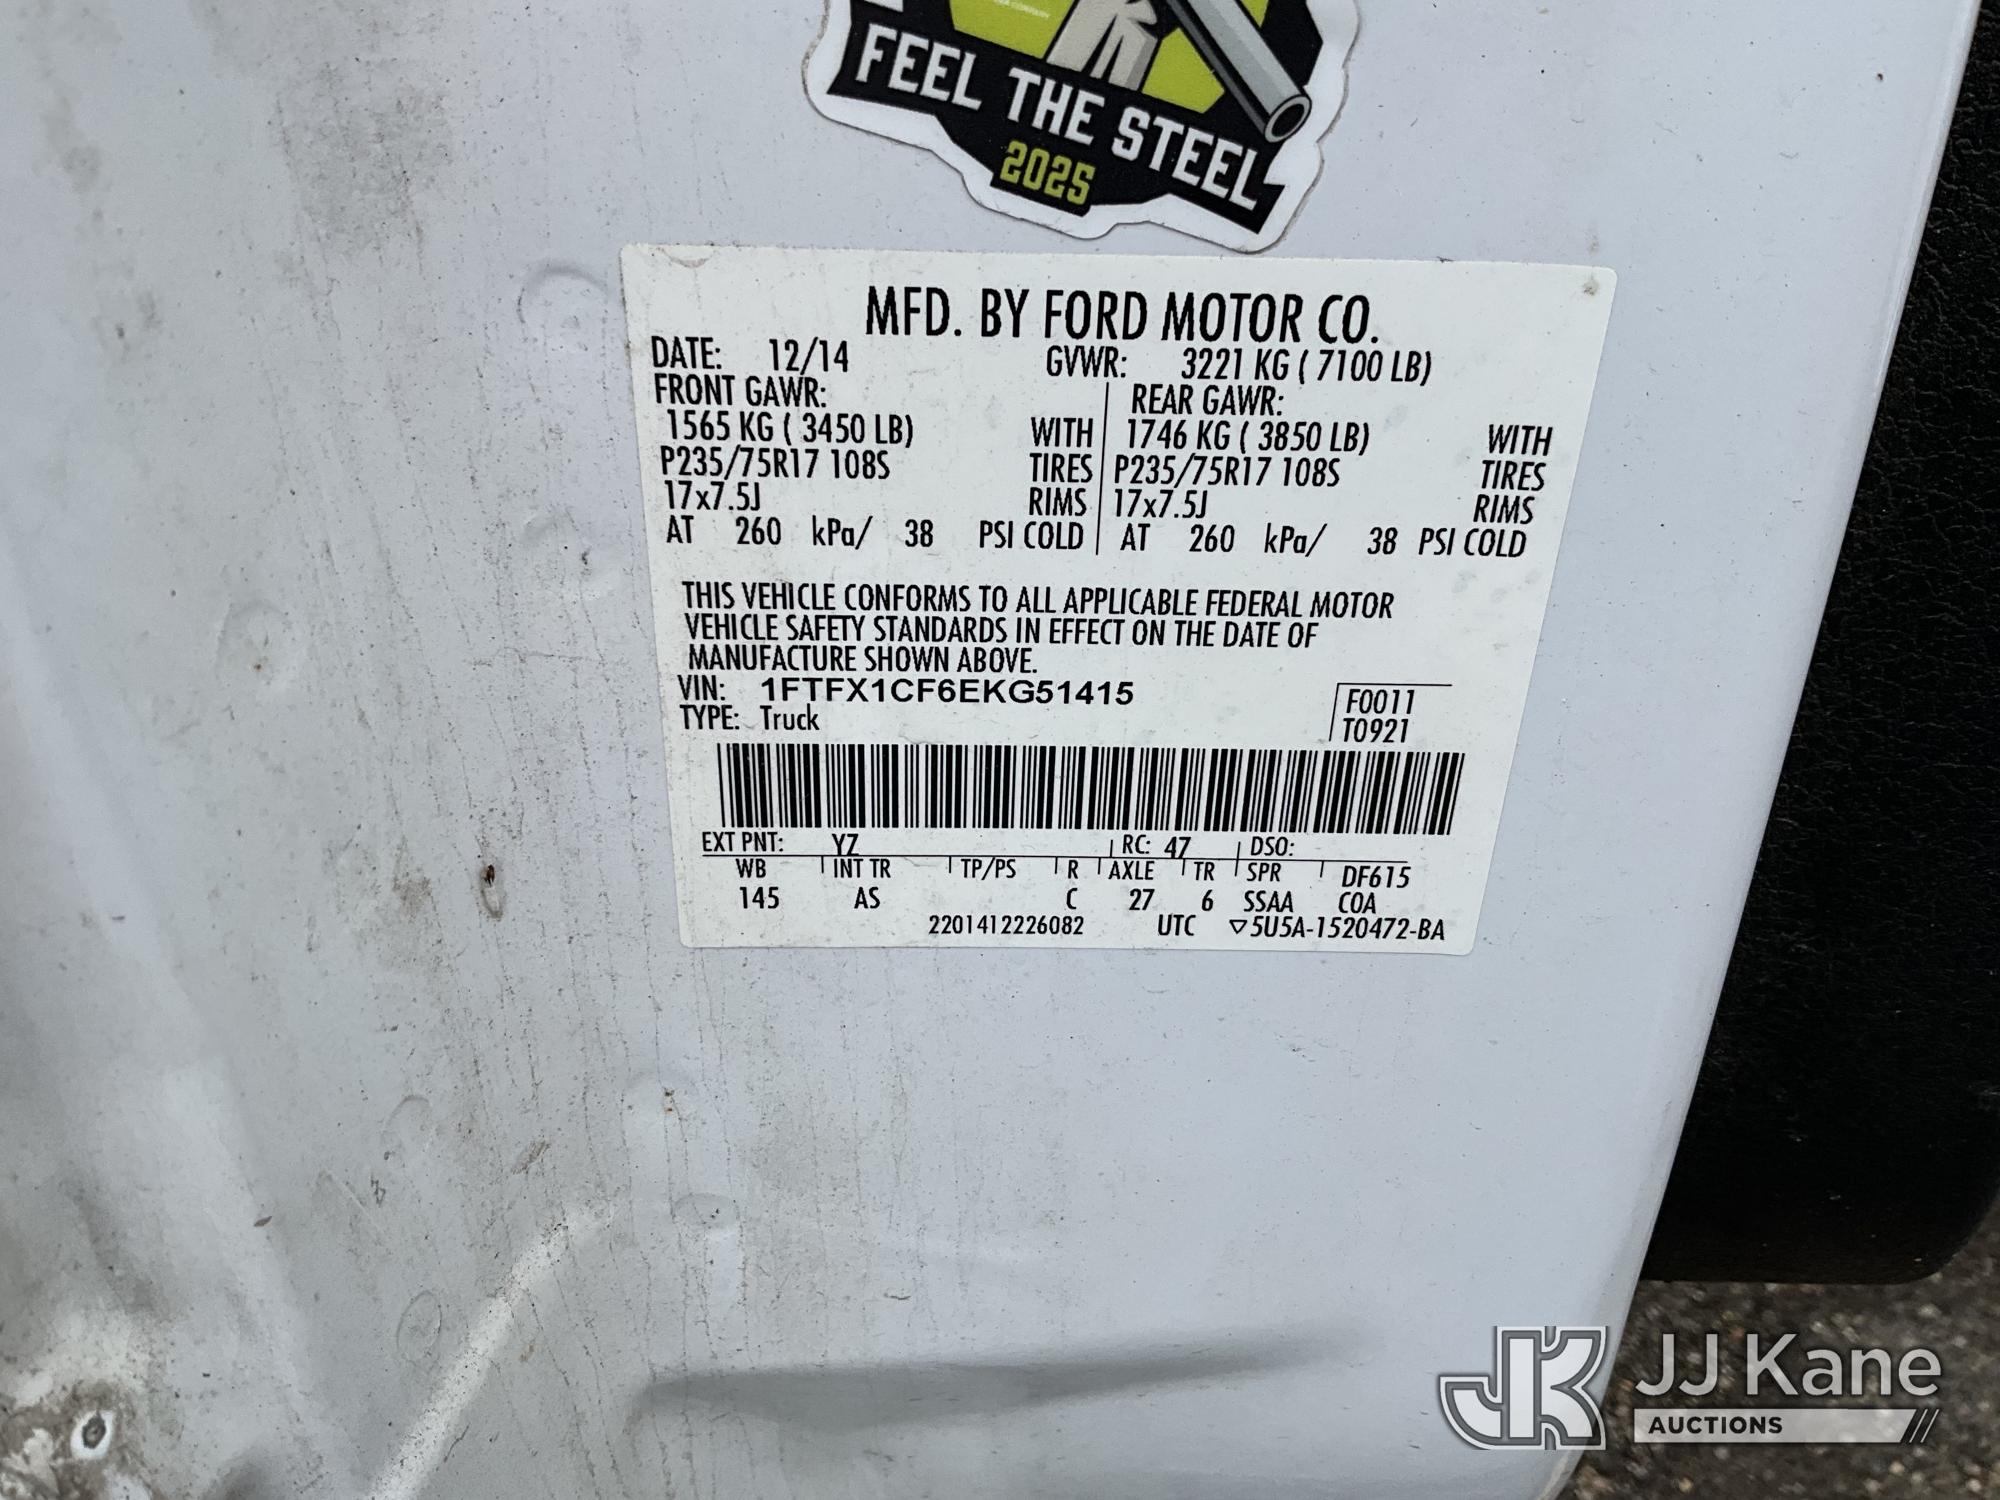 FEEL THE STEEL
2025
MFD. BY FORD MOTOR CO.
DATE: 12/14 GVWR: 3221 KG ( 7100 LB)
FRONT GAWR: REAR GAWR:
1565 KG ( 3450 LB) WITH 1746 KG ( 3850 LB) WITH
P235/75R17 108S TIRES P235/75R17 108S TIRES
17x7.5J RIMS 17x7.5J RIMS
AT 260 kPa/ 38 PSI COLD AT 260 kPa/ 38 PSI COLD
THIS VEHICLE CONFORMS TO ALL APPLICABLE FEDERAL MOTOR
VEHICLE SAFETY STANDARDS IN EFFECT ON THE DATE OF
MANUFACTURE SHOWN ABOVE.
VIN: 1FTFX1CF6EKG51415 F0011
TYPE: Truck T0921
EXT PNT: YZ RC: 47 DSO:
WB INT TR TP/PS R AXLE TR SPR DF615
145 AS C 27 6 SSAA COA
2201412226082 UTC ▽5U5A-1520472-BA
JK JJ Kane
AUCTIONS